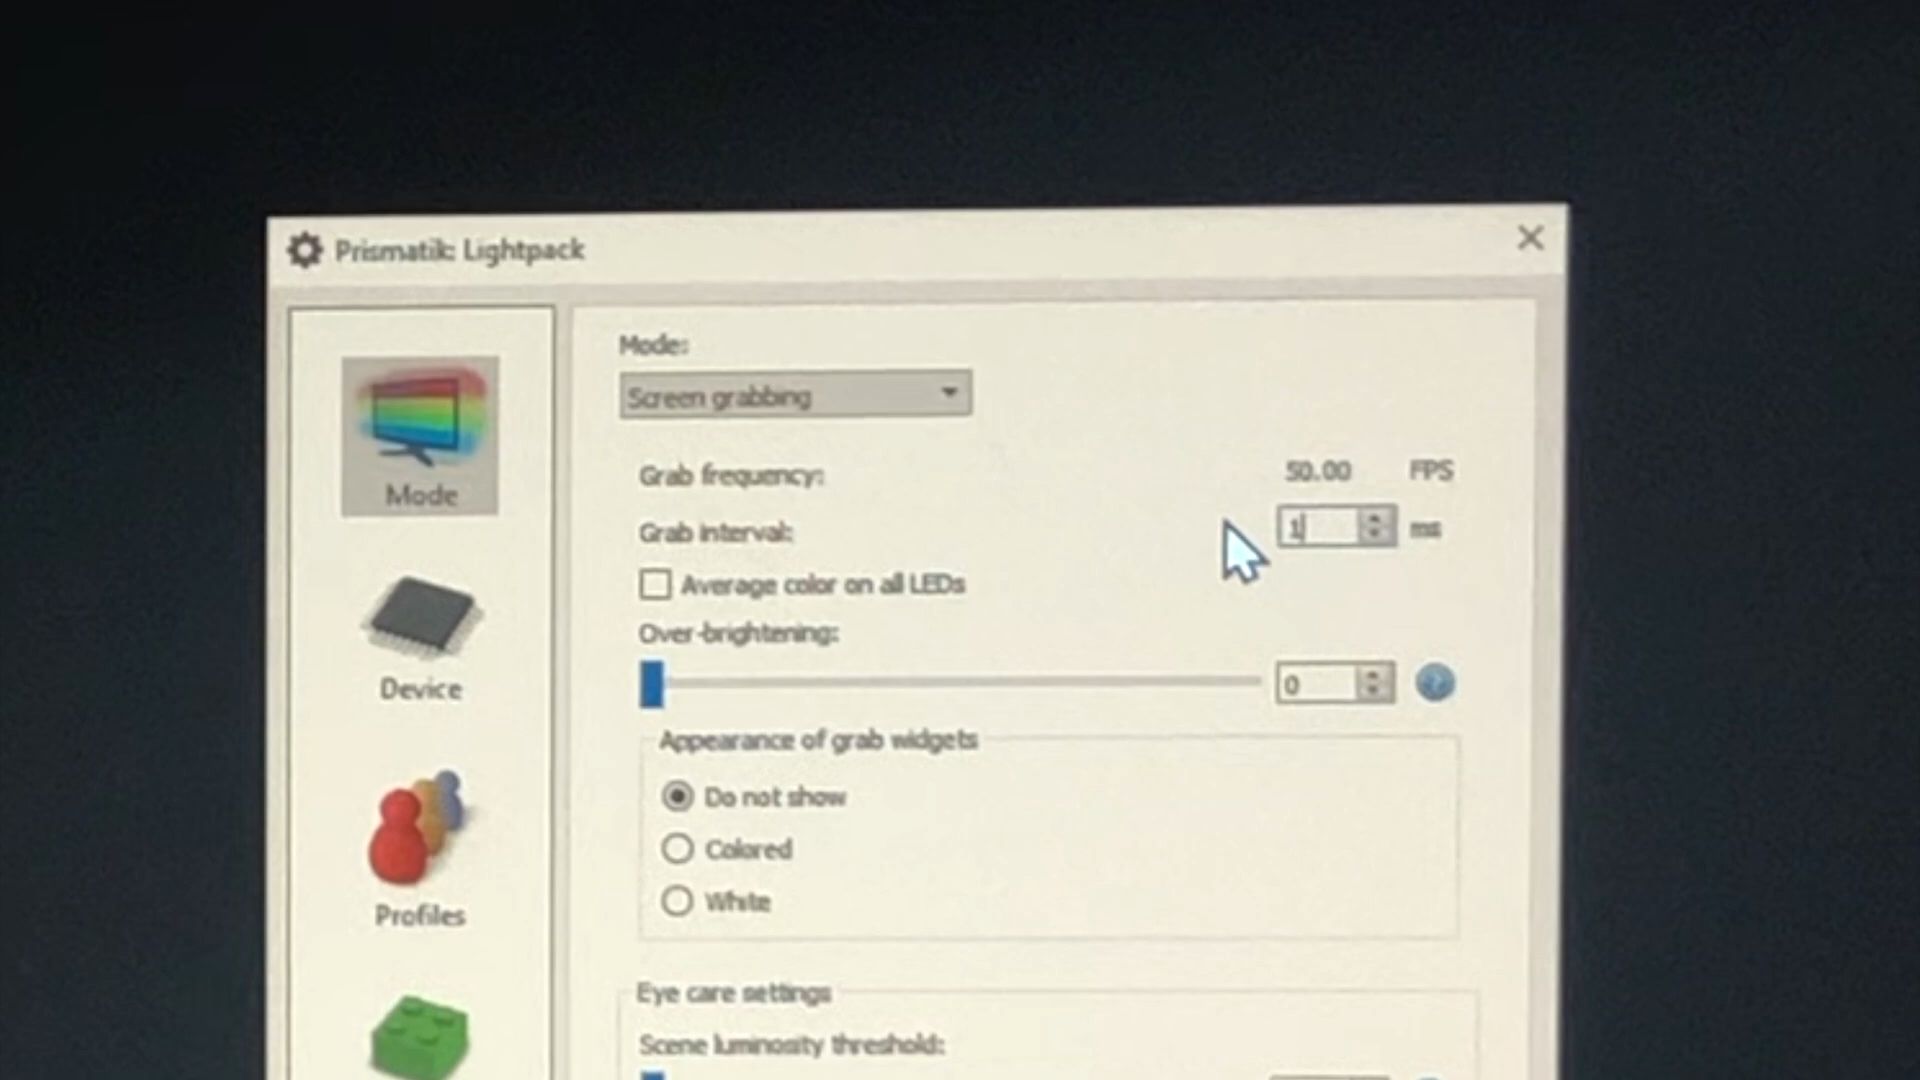 Prismatik: Lightpack
Mode:
Screen grabbing
Mode
Grab frequency: 50.00 FPS
Grab interval: 1 ms
Average color on all LEDs
Over-brightening:
0
Device
Appearance of grab widgets
Do not show
Colored
White
Profiles
Eye care settings
Scene luminosity threshold: